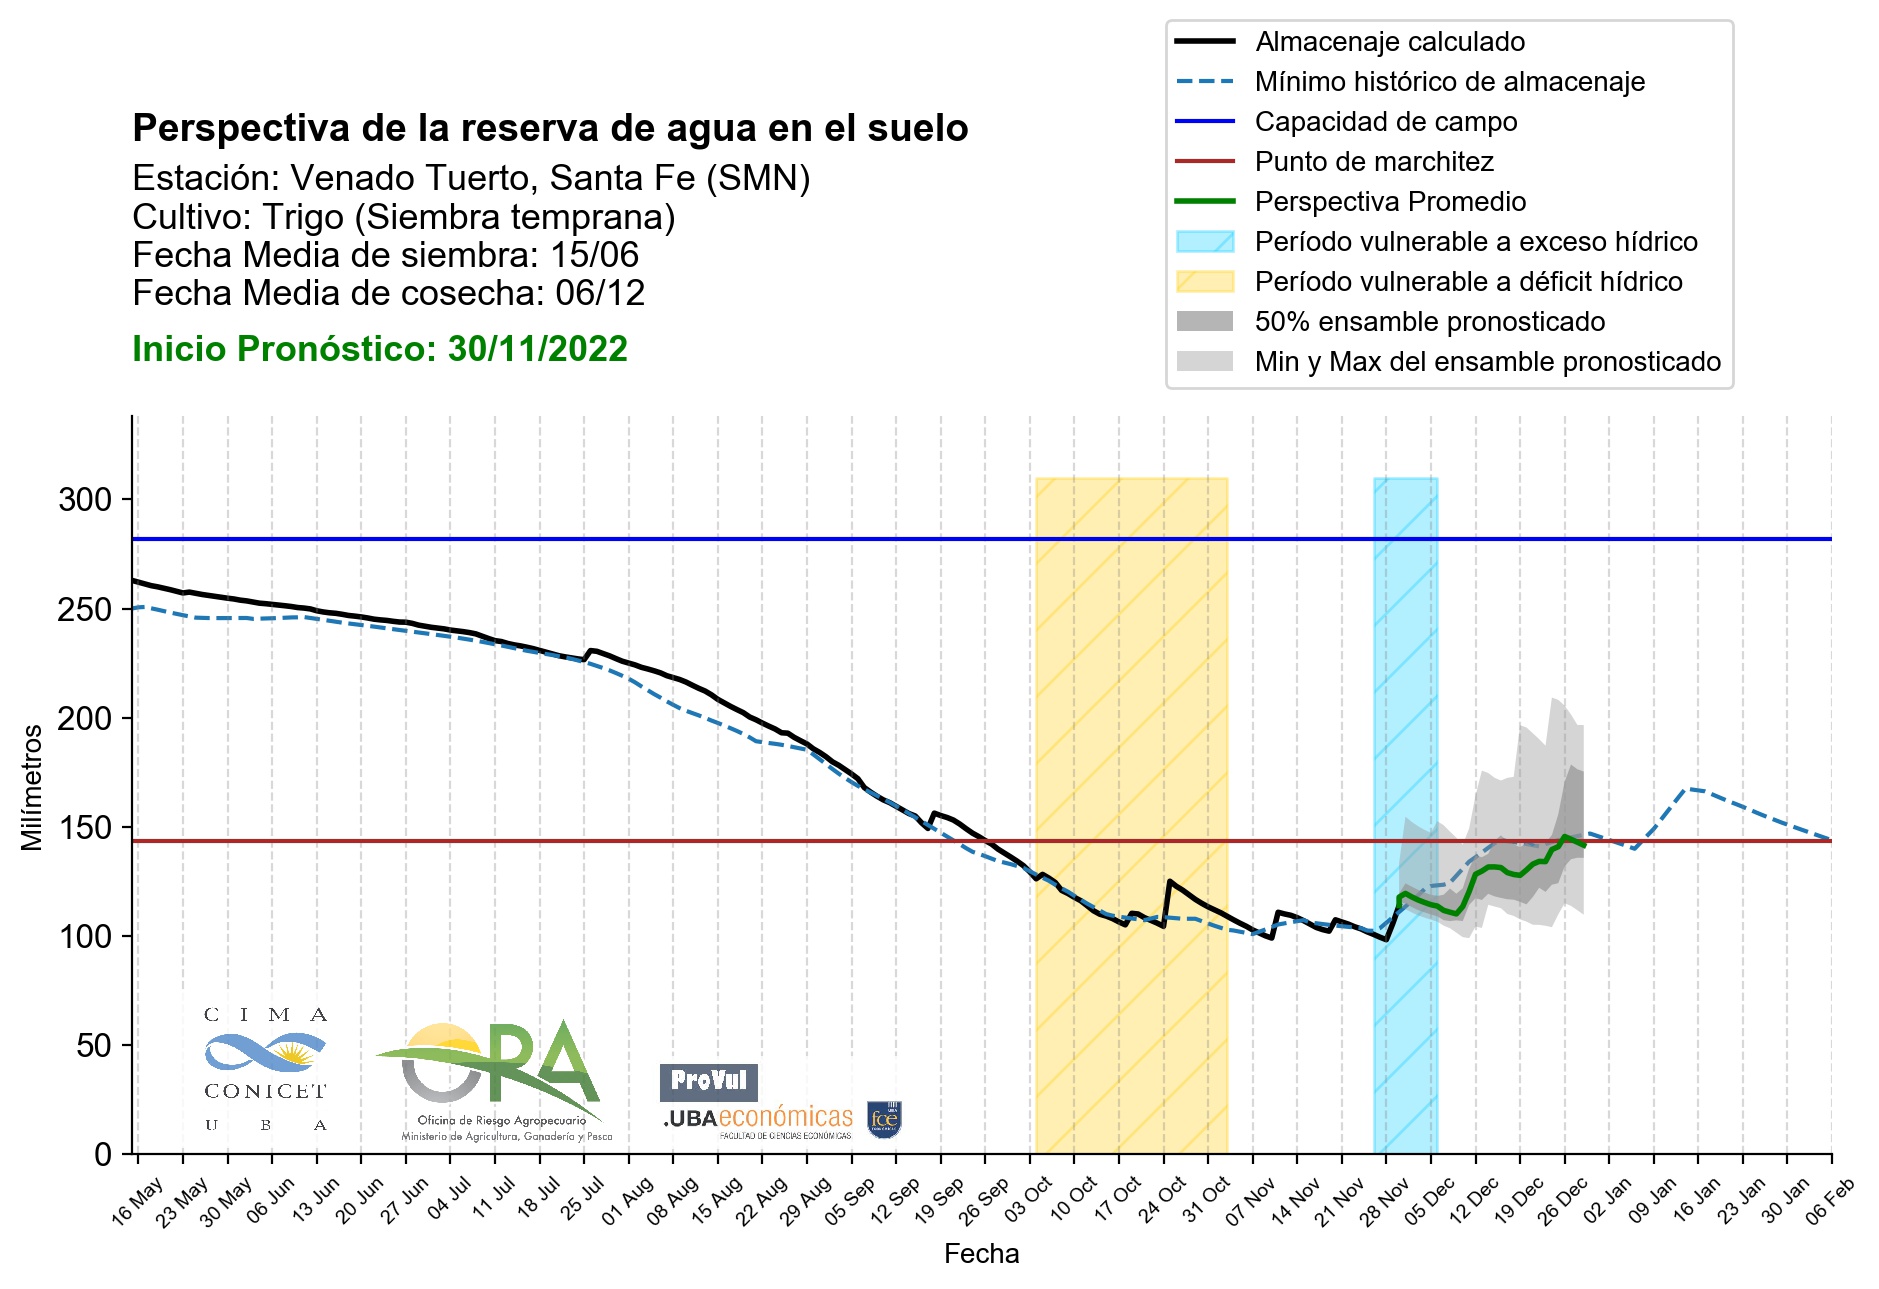 Almacenaje calculado
Mínimo histórico de almacenaje
Capacidad de campo
Punto de marchitez
Perspectiva Promedio
Período vulnerable a exceso hídrico
Período vulnerable a déficit hídrico
50% ensamble pronosticado
Min y Max del ensamble pronosticado
Perspectiva de la reserva de agua en el suelo
Estación: Venado Tuerto, Santa Fe (SMN)
Cultivo: Trigo (Siembra temprana)
Fecha Media de siembra: 15/06
Fecha Media de cosecha: 06/12
Inicio Pronóstico: 30/11/2022
Milímetros
300
250
200
150
100
50
0
CIMA
CONICET
UBA
ORA
Oficina de Riesgo Agropecuario
Ministerio de Agricultura, Ganadería y Pesca
ProVul
.UBAeconómicas
FACULTAD DE CIENCIAS ECONÓMICAS
fce
16 May
23 May
30 May
06 Jun
13 Jun
20 Jun
27 Jun
04 Jul
11 Jul
18 Jul
25 Jul
01 Aug
08 Aug
15 Aug
22 Aug
29 Aug
05 Sep
12 Sep
19 Sep
26 Sep
03 Oct
10 Oct
17 Oct
24 Oct
31 Oct
07 Nov
14 Nov
21 Nov
28 Nov
05 Dec
12 Dec
19 Dec
26 Dec
02 Jan
09 Jan
16 Jan
23 Jan
30 Jan
06 Feb
Fecha